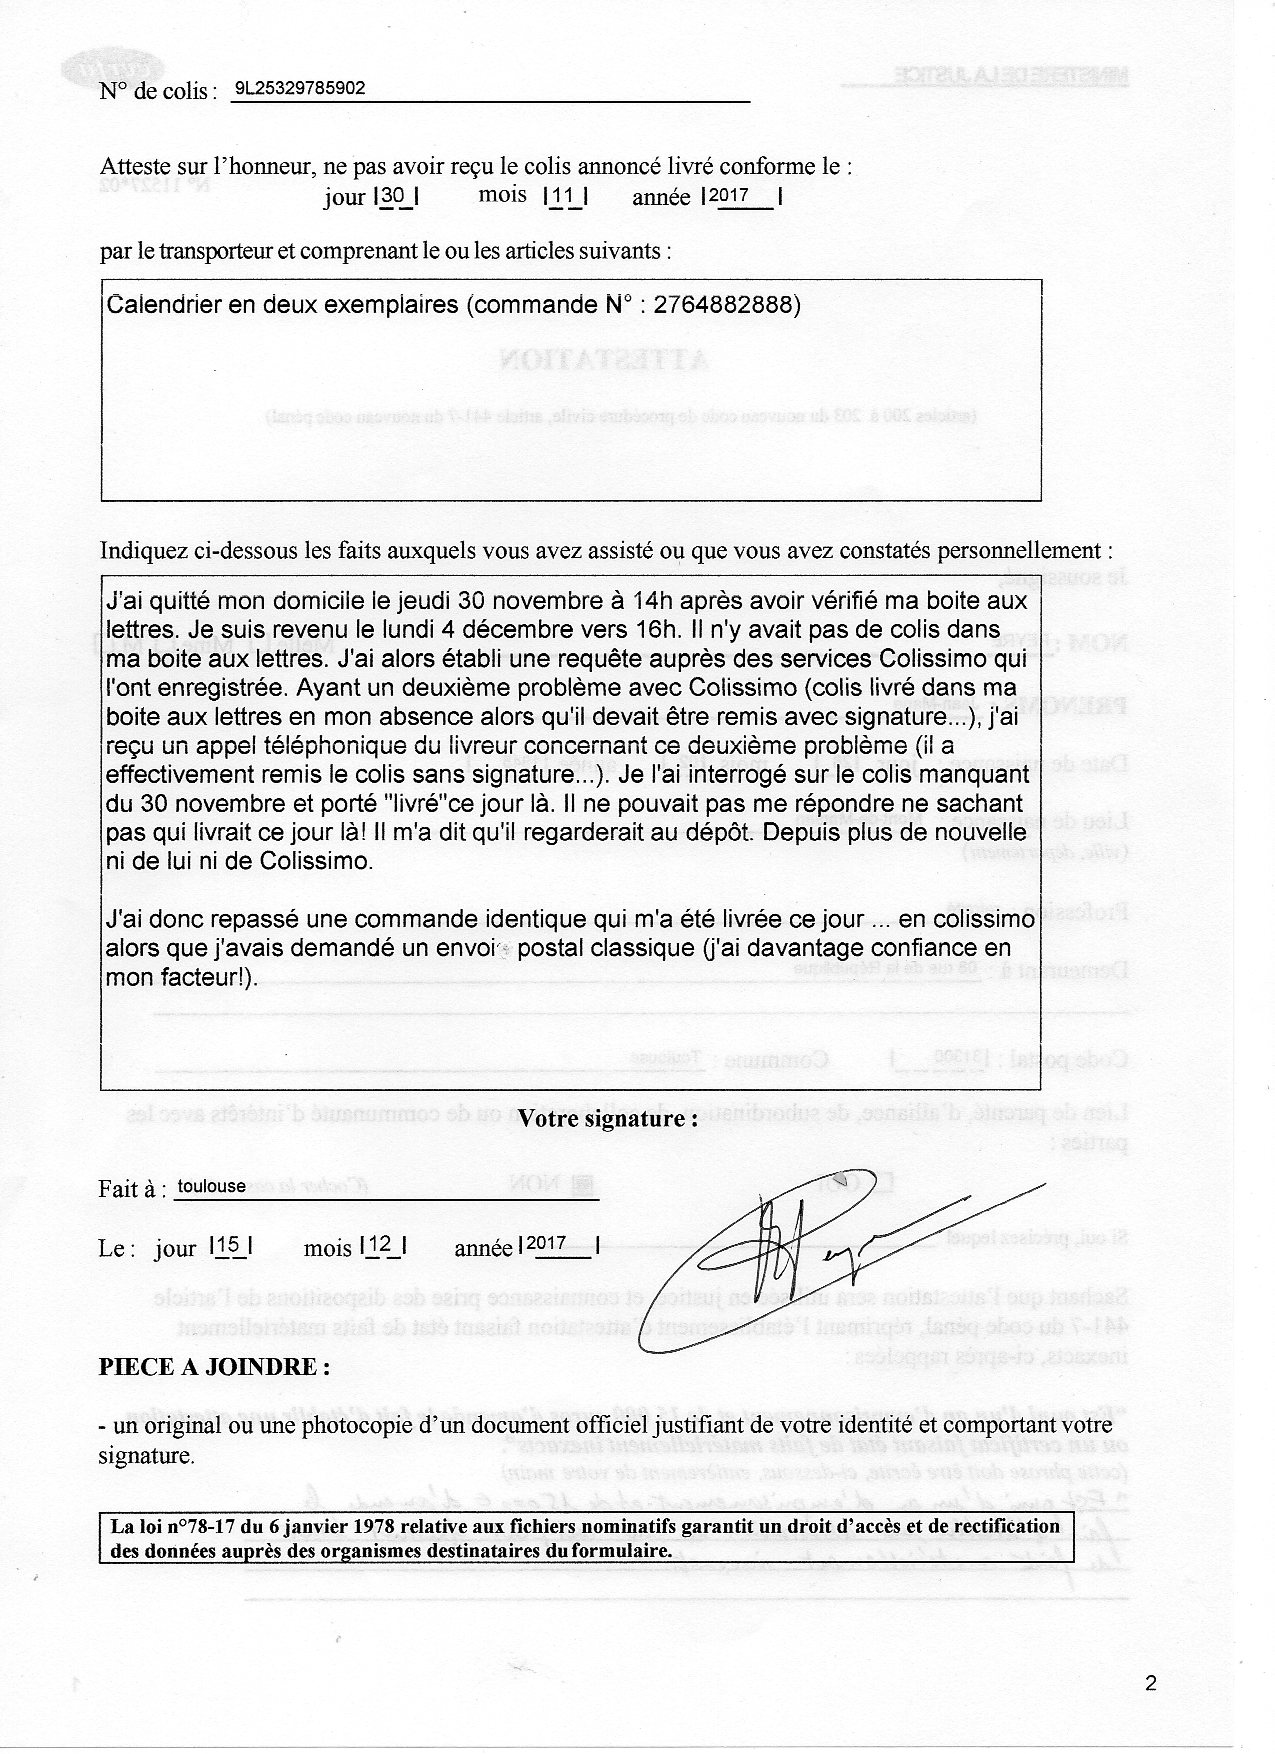 N° de colis : 9L25329785902
Atteste sur l'honneur, ne pas avoir reçu le colis annoncé livré conforme le :
jour |30| mois |11| année |2017|
par le transporteur et comprenant le ou les articles suivants :
Calendrier en deux exemplaires (commande N° : 2764882888)
Indiquez ci-dessous les faits auxquels vous avez assisté ou que vous avez constatés personnellement :
J'ai quitté mon domicile le jeudi 30 novembre à 14h après avoir vérifié ma boite aux
lettres. Je suis revenu le lundi 4 décembre vers 16h. Il n'y avait pas de colis dans
ma boite aux lettres. J'ai alors établi une requête auprès des services Colissimo qui
l'ont enregistrée. Ayant un deuxième problème avec Colissimo (colis livré dans ma
boite aux lettres en mon absence alors qu'il devait être remis avec signature...), j'ai
reçu un appel téléphonique du livreur concernant ce deuxième problème (il a
effectivement remis le colis sans signature...). Je l'ai interrogé sur le colis manquant
du 30 novembre et porté "livré"ce jour là. Il ne pouvait pas me répondre ne sachant
pas qui livrait ce jour là! Il m'a dit qu'il regarderait au dépôt. Depuis plus de nouvelle
ni de lui ni de Colissimo.
J'ai donc repassé une commande identique qui m'a été livrée ce jour ... en colissimo
alors que j'avais demandé un envoi postal classique (j'ai davantage confiance en
mon facteur!).
Votre signature :
Fait à : toulouse
Le : jour |15| mois |12| année |2017|
PIECE A JOINDRE :
- un original ou une photocopie d'un document officiel justifiant de votre identité et comportant votre
signature.
La loi n°78-17 du 6 janvier 1978 relative aux fichiers nominatifs garantit un droit d'accès et de rectification
des données auprès des organismes destinataires du formulaire.
2